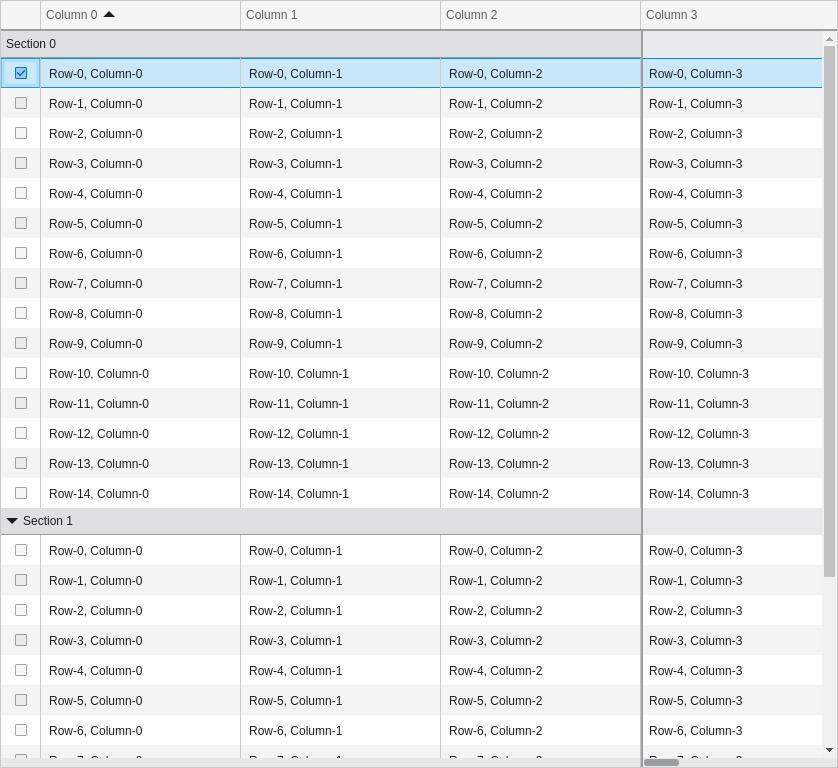 Column 0 Column 1 Column 2 Column 3
Section 0
Row-0, Column-0 Row-0, Column-1 Row-0, Column-2 Row-0, Column-3
Row-1, Column-0 Row-1, Column-1 Row-1, Column-2 Row-1, Column-3
Row-2, Column-0 Row-2, Column-1 Row-2, Column-2 Row-2, Column-3
Row-3, Column-0 Row-3, Column-1 Row-3, Column-2 Row-3, Column-3
Row-4, Column-0 Row-4, Column-1 Row-4, Column-2 Row-4, Column-3
Row-5, Column-0 Row-5, Column-1 Row-5, Column-2 Row-5, Column-3
Row-6, Column-0 Row-6, Column-1 Row-6, Column-2 Row-6, Column-3
Row-7, Column-0 Row-7, Column-1 Row-7, Column-2 Row-7, Column-3
Row-8, Column-0 Row-8, Column-1 Row-8, Column-2 Row-8, Column-3
Row-9, Column-0 Row-9, Column-1 Row-9, Column-2 Row-9, Column-3
Row-10, Column-0 Row-10, Column-1 Row-10, Column-2 Row-10, Column-3
Row-11, Column-0 Row-11, Column-1 Row-11, Column-2 Row-11, Column-3
Row-12, Column-0 Row-12, Column-1 Row-12, Column-2 Row-12, Column-3
Row-13, Column-0 Row-13, Column-1 Row-13, Column-2 Row-13, Column-3
Row-14, Column-0 Row-14, Column-1 Row-14, Column-2 Row-14, Column-3
Section 1
Row-0, Column-0 Row-0, Column-1 Row-0, Column-2 Row-0, Column-3
Row-1, Column-0 Row-1, Column-1 Row-1, Column-2 Row-1, Column-3
Row-2, Column-0 Row-2, Column-1 Row-2, Column-2 Row-2, Column-3
Row-3, Column-0 Row-3, Column-1 Row-3, Column-2 Row-3, Column-3
Row-4, Column-0 Row-4, Column-1 Row-4, Column-2 Row-4, Column-3
Row-5, Column-0 Row-5, Column-1 Row-5, Column-2 Row-5, Column-3
Row-6, Column-0 Row-6, Column-1 Row-6, Column-2 Row-6, Column-3